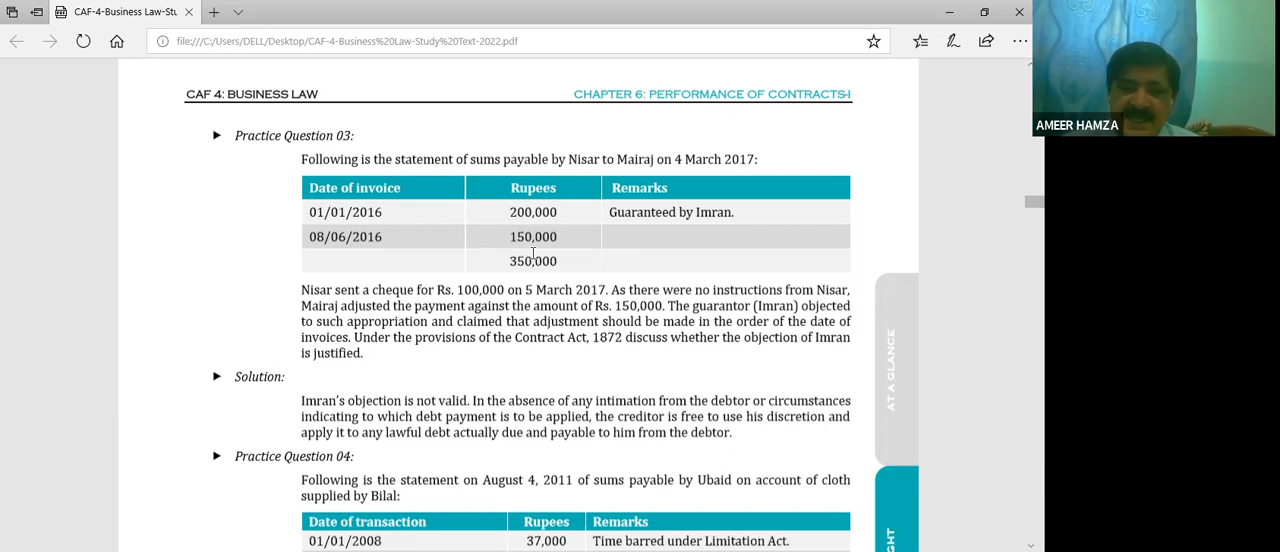 CAF-4-Business Law-Stu
file:///C:/Users/DELL/Desktop/CAF-4-Business%20Law-Study%20Text-2022.pdf
AMEER HAMZA
CAF 4: BUSINESS LAW
CHAPTER 6: PERFORMANCE OF CONTRACTS-I
Practice Question 03:
Following is the statement of sums payable by Nisar to Mairaj on 4 March 2017:
Date of invoice Rupees Remarks
01/01/2016 200,000 Guaranteed by Imran.
08/06/2016 150,000
350,000
Nisar sent a cheque for Rs. 100,000 on 5 March 2017. As there were no instructions from Nisar,
Mairaj adjusted the payment against the amount of Rs. 150,000. The guarantor (Imran) objected
to such appropriation and claimed that adjustment should be made in the order of the date of
invoices. Under the provisions of the Contract Act, 1872 discuss whether the objection of Imran
is justified.
Solution:
Imran's objection is not valid. In the absence of any intimation from the debtor or circumstances
indicating to which debt payment is to be applied, the creditor is free to use his discretion and
apply it to any lawful debt actually due and payable to him from the debtor.
Practice Question 04:
Following is the statement on August 4, 2011 of sums payable by Ubaid on account of cloth
supplied by Bilal:
Date of transaction Rupees Remarks
01/01/2008 37,000 Time barred under Limitation Act.
AT A GLANCE
GHT